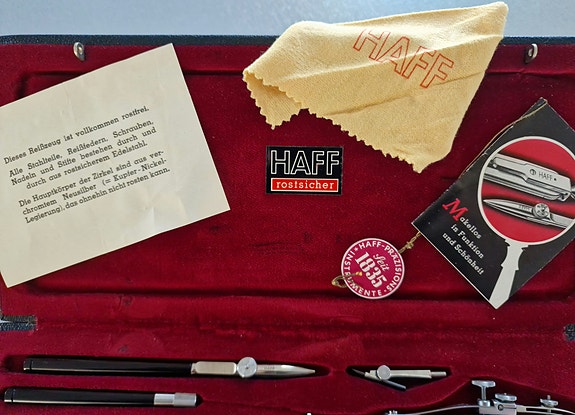 Dieses Reißzeug ist vollkommen rostfrei.
Alle Stahlteile, Reißfedern, Schrauben,
Nadeln und Stifte bestehen durch und
durch aus rostsicherem Edelstahl.
Die Hauptkörper der Zirkel sind aus ver-
chromtem Neusilber (= Kupfer-Nickel-
Legierung), das ohnehin nicht rosten kann.
HAFF
HAFF
rostsicher
HAFF
Makellos
in Funktion
und Schönheit
HAFF-PRÄZISIONS
INSTRUMENTE
Seit
1835